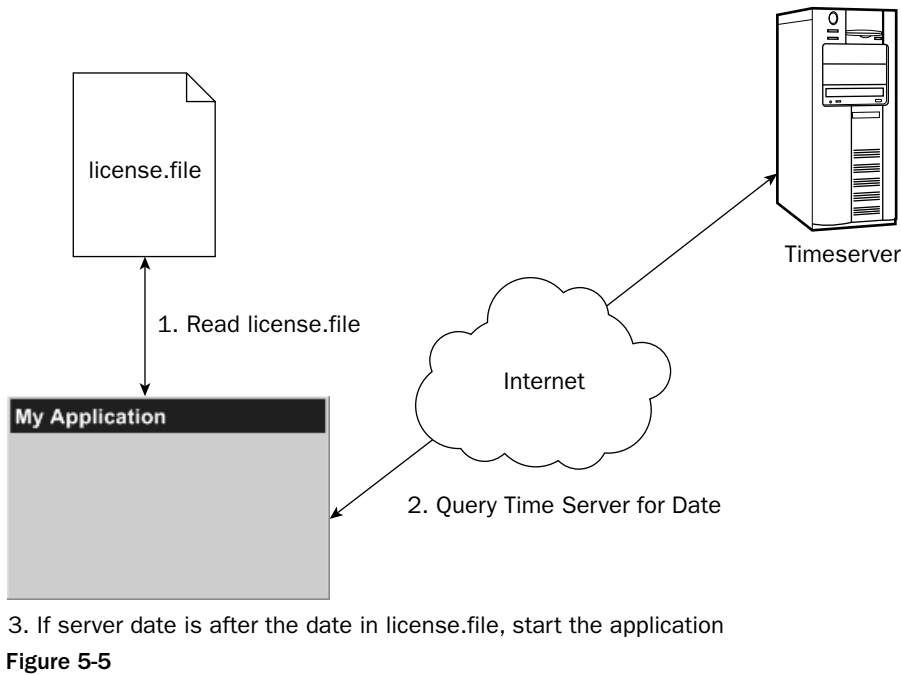 license.file
Timeserver
1. Read license.file
Internet
My Application
2. Query Time Server for Date
3. If server date is after the date in license.file, start the application
Figure 5-5